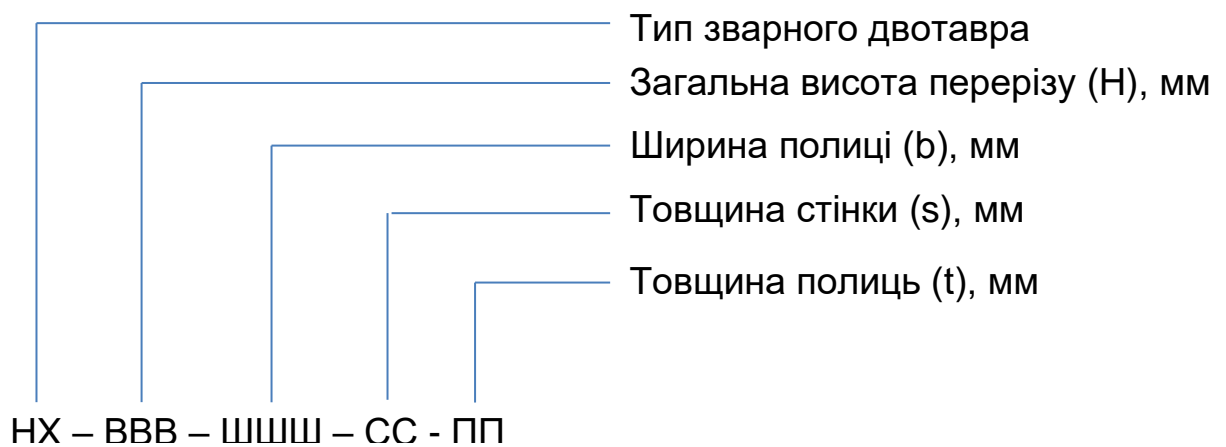 Тип зварного двотавра
Загальна висота перерізу (H), мм
Ширина полиці (b), мм
Товщина стінки (s), мм
Товщина полиць (t), мм
НХ – ВВВ – ШШШ – СС - ПП